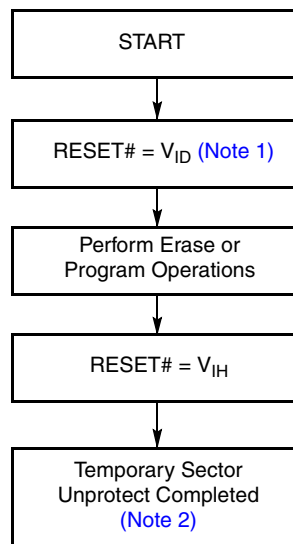 START
RESET# = VID (Note 1)
Perform Erase or
Program Operations
RESET# = VIH
Temporary Sector
Unprotect Completed
(Note 2)